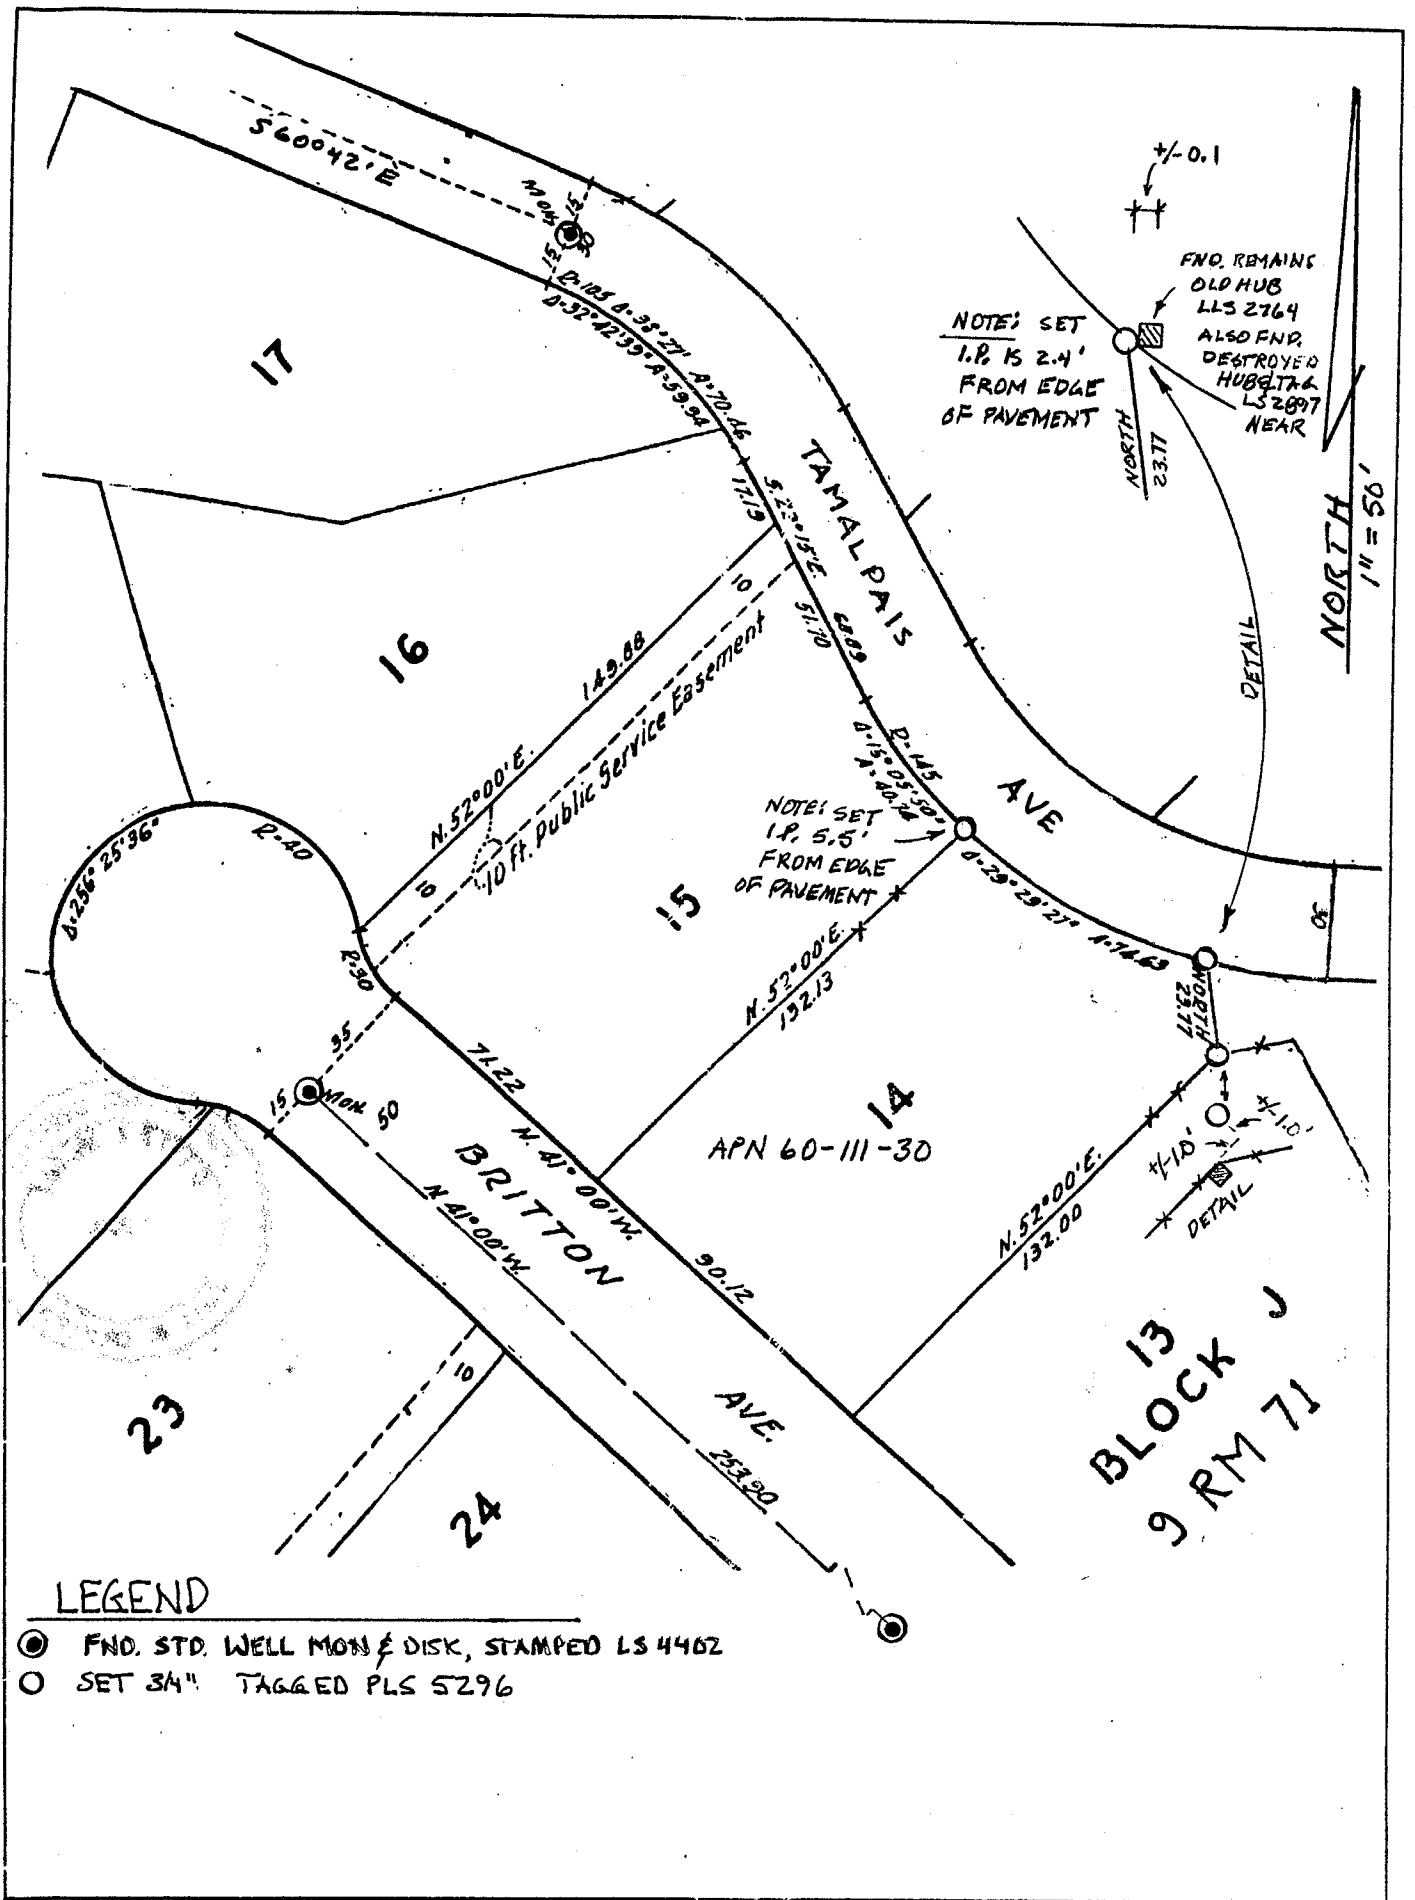 S 60°42' E
MON
15
15
30
R=105 Δ=38°27' A=70.46
Δ=32°42'39" A=59.94
17
+/-0.1
FND. REMAINS
OLD HUB
LLS 2764
ALSO FND.
DESTROYED
HUB & TAG
LS 2897
NEAR
NOTE: SET
I.P. IS 2.4'
FROM EDGE
OF PAVEMENT
NORTH
23.77
NORTH
1" = 50'
DETAIL
TAMALPAIS
AVE
17.19
S. 23°15' E.
68.89
51.70
10
16
149.88
N. 52°00' E.
10 ft. Public Service Easement
10
R=145
Δ=15°05'50"
A=40.74
NOTE: SET
I.P. 5.5'
FROM EDGE
OF PAVEMENT
Δ=29°29'27" A=74.63
30
Δ=256°25'36"
R=40
R=30
15
N. 52°00' E.
132.13
NORTH
23.77
35
15
MON.
50
71.22
N. 41°00' W.
BRITTON
N 41°00' W.
14
APN 60-111-30
+/-1.0'
+/-1.0'
DETAIL
N. 52°00' E.
132.00
90.12
13
BLOCK J
9 RM 71
23
10
24
AVE.
253.90
LEGEND
FND. STD. WELL MON & DISK, STAMPED LS 4402
SET 3/4" TAGGED PLS 5296